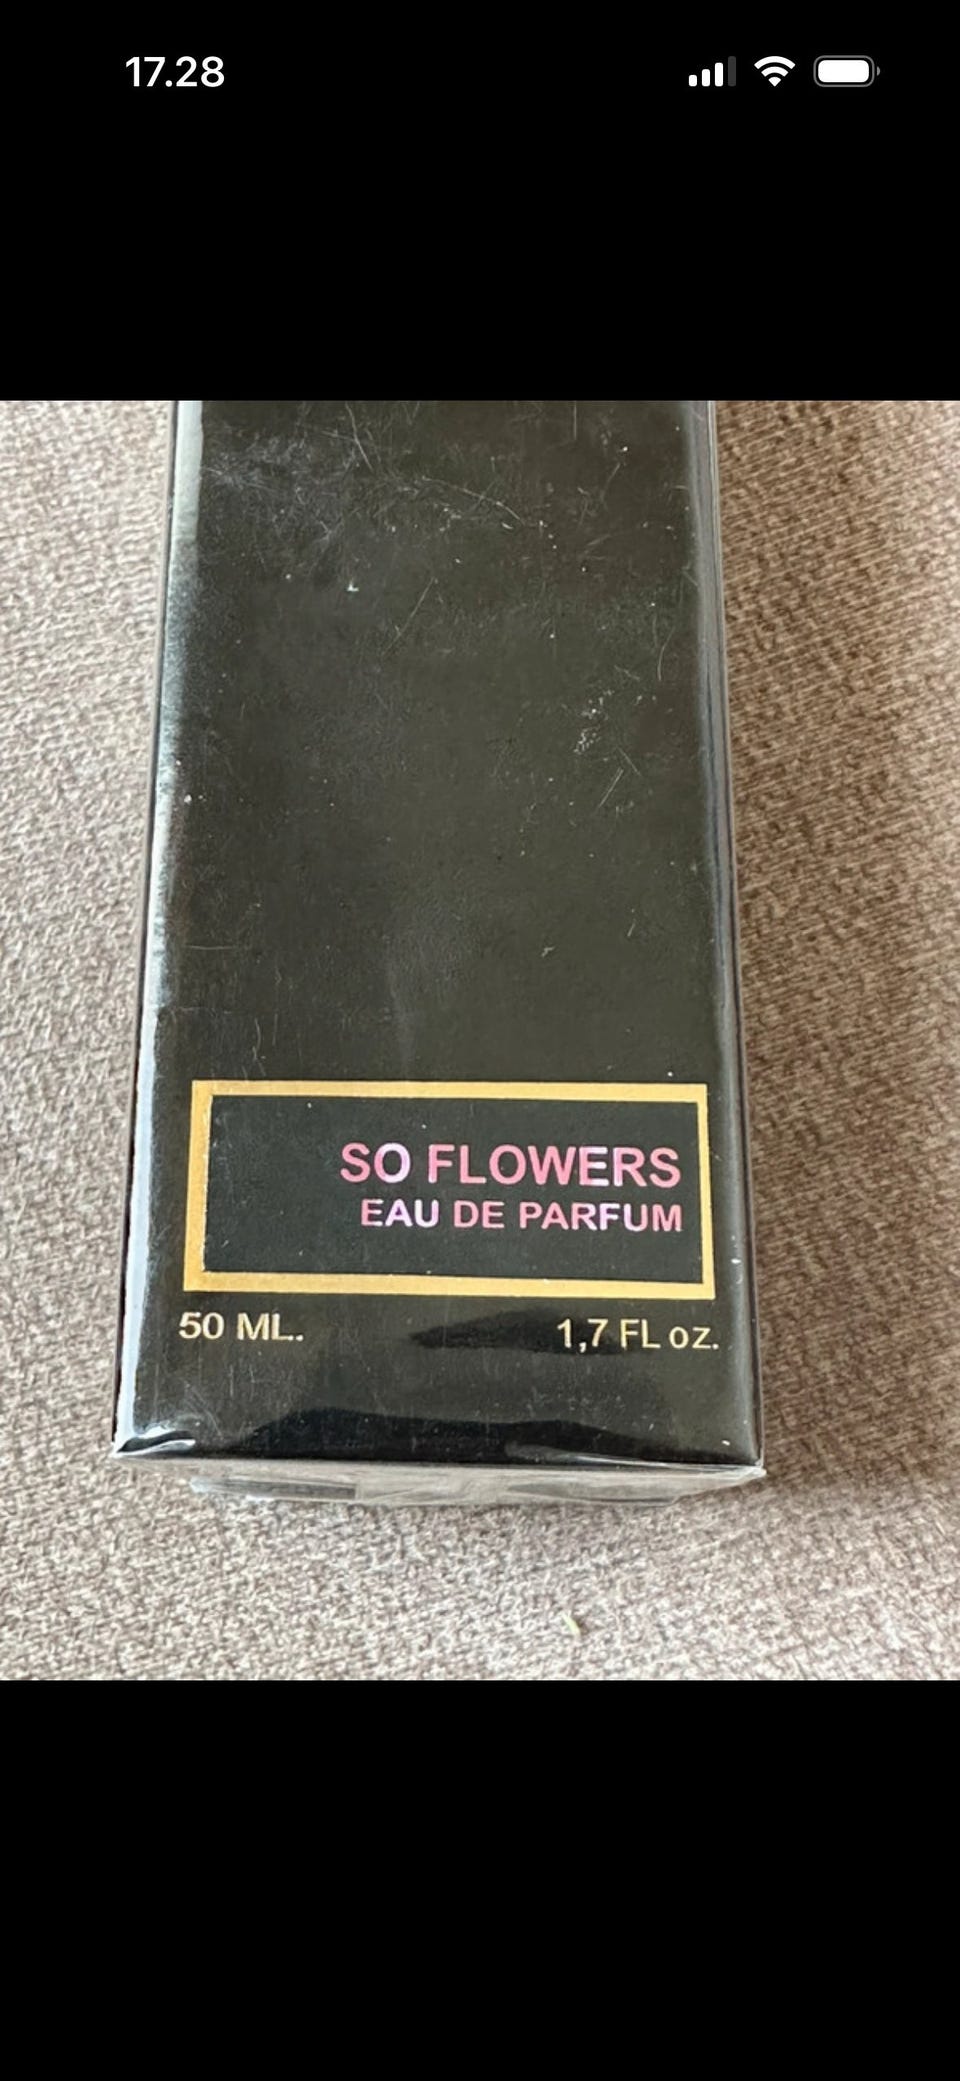 17.28
SO FLOWERS
EAU DE PARFUM
50 ML. 1,7 FL oz.